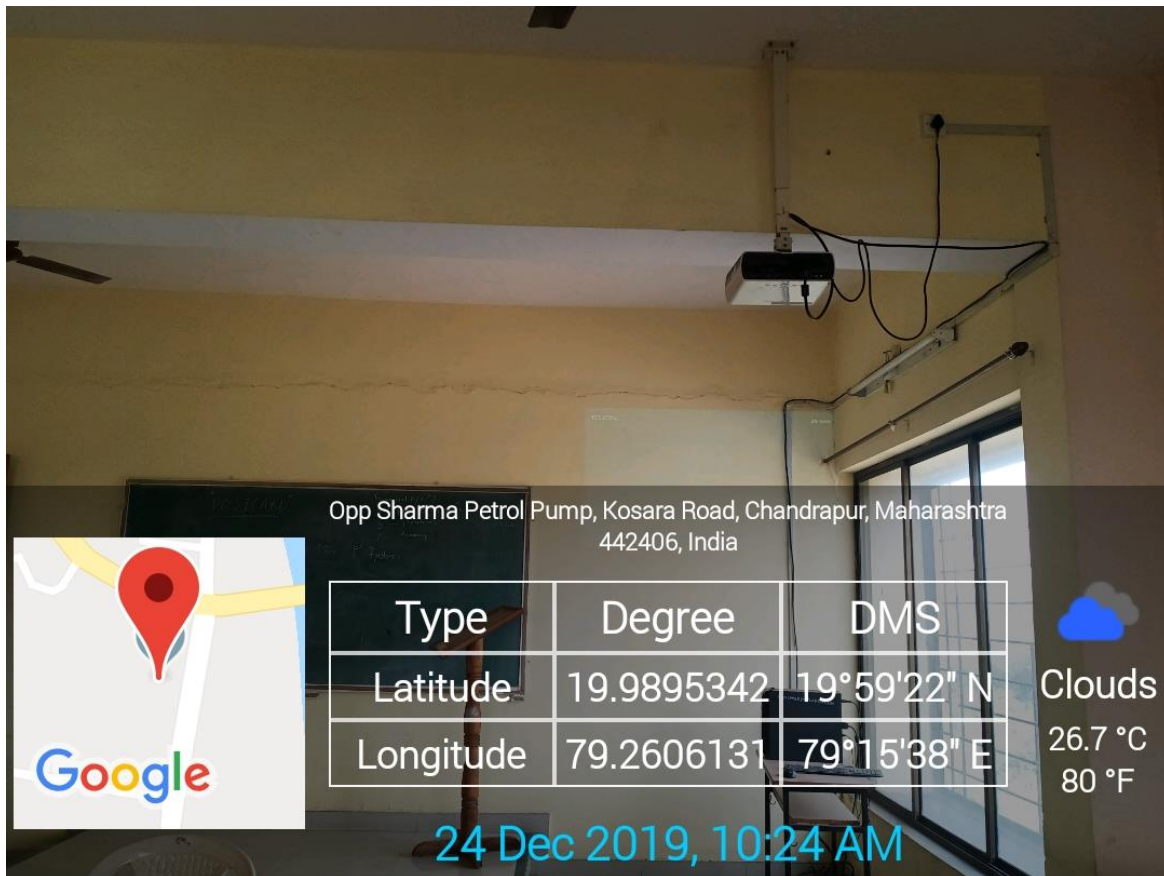 Opp Sharma Petrol Pump, Kosara Road, Chandrapur, Maharashtra
442406, India
Type Degree DMS
Latitude 19.9895342 19°59'22" N
Longitude 79.2606131 79°15'38" E
Google
Clouds
26.7 °C
80 °F
24 Dec 2019, 10:24 AM